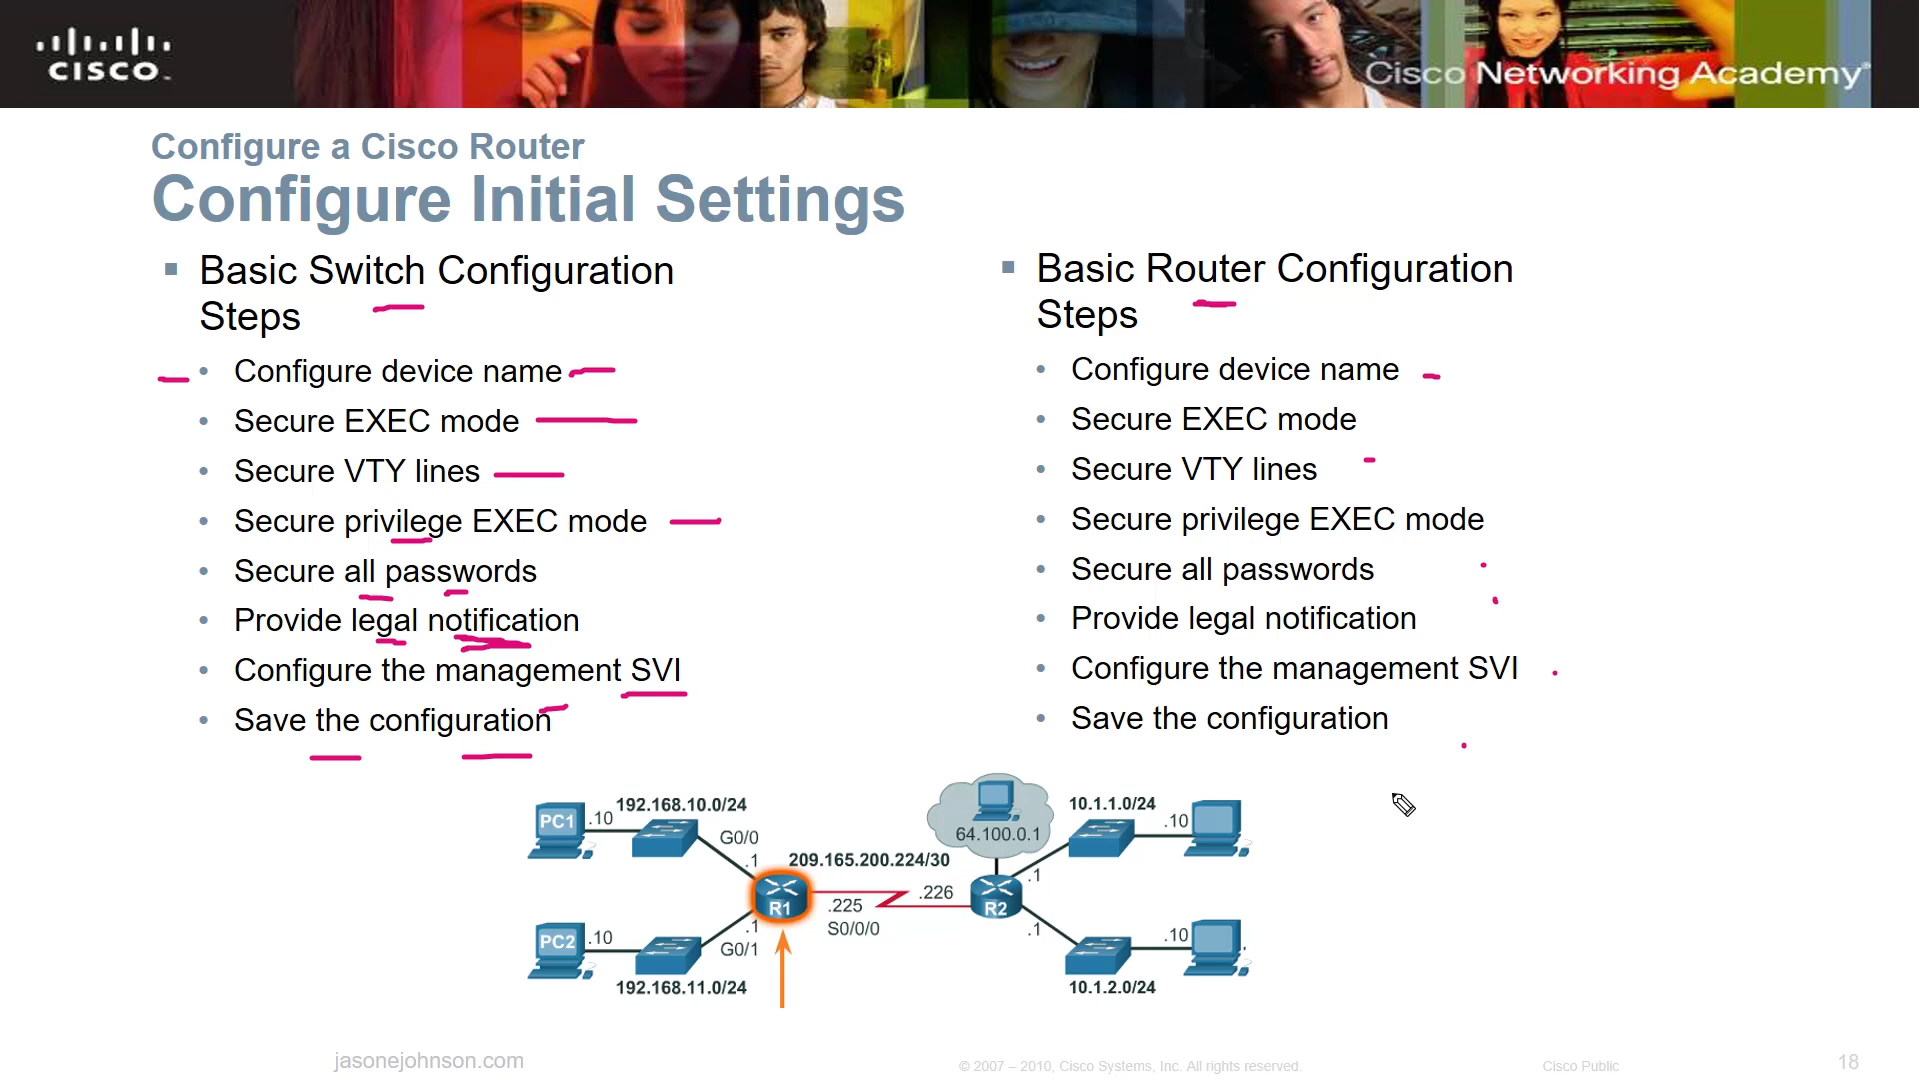 CISCO
Cisco Networking Academy®
Configure a Cisco Router
Configure Initial Settings
Basic Switch Configuration
Steps
Configure device name
Secure EXEC mode
Secure VTY lines
Secure privilege EXEC mode
Secure all passwords
Provide legal notification
Configure the management SVI
Save the configuration
Basic Router Configuration
Steps
Configure device name
Secure EXEC mode
Secure VTY lines
Secure privilege EXEC mode
Secure all passwords
Provide legal notification
Configure the management SVI
Save the configuration
PC1
.10
192.168.10.0/24
G0/0
.1
209.165.200.224/30
64.100.0.1
10.1.1.0/24
.10
R1
.225
.226
S0/0/0
R2
.1
.1
PC2
.10
.1
G0/1
192.168.11.0/24
.10
10.1.2.0/24
jasonejohnson.com
© 2007 – 2010, Cisco Systems, Inc. All rights reserved.
Cisco Public
18